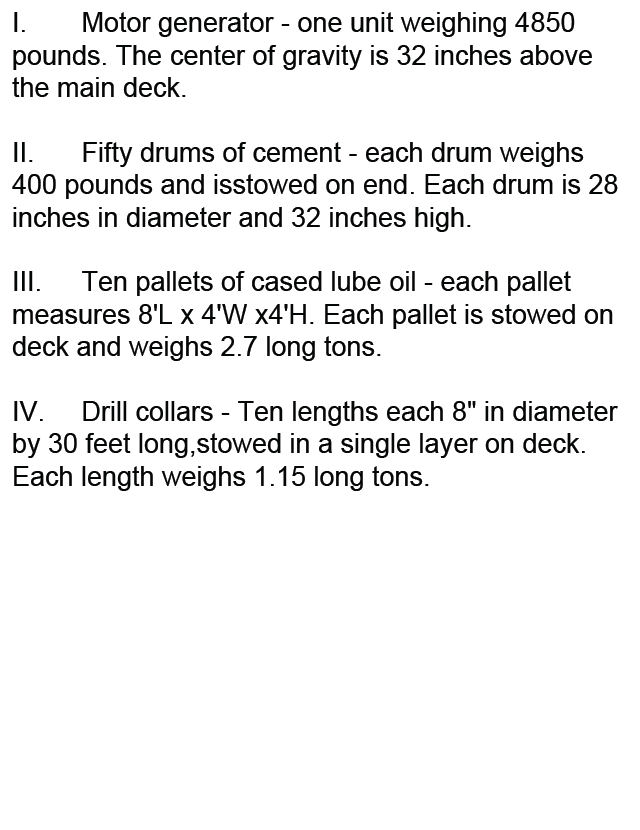 I. Motor generator - one unit weighing 4850
pounds. The center of gravity is 32 inches above
the main deck.
II. Fifty drums of cement - each drum weighs
400 pounds and isstowed on end. Each drum is 28
inches in diameter and 32 inches high.
III. Ten pallets of cased lube oil - each pallet
measures 8'L x 4'W x4'H. Each pallet is stowed on
deck and weighs 2.7 long tons.
IV. Drill collars - Ten lengths each 8" in diameter
by 30 feet long,stowed in a single layer on deck.
Each length weighs 1.15 long tons.